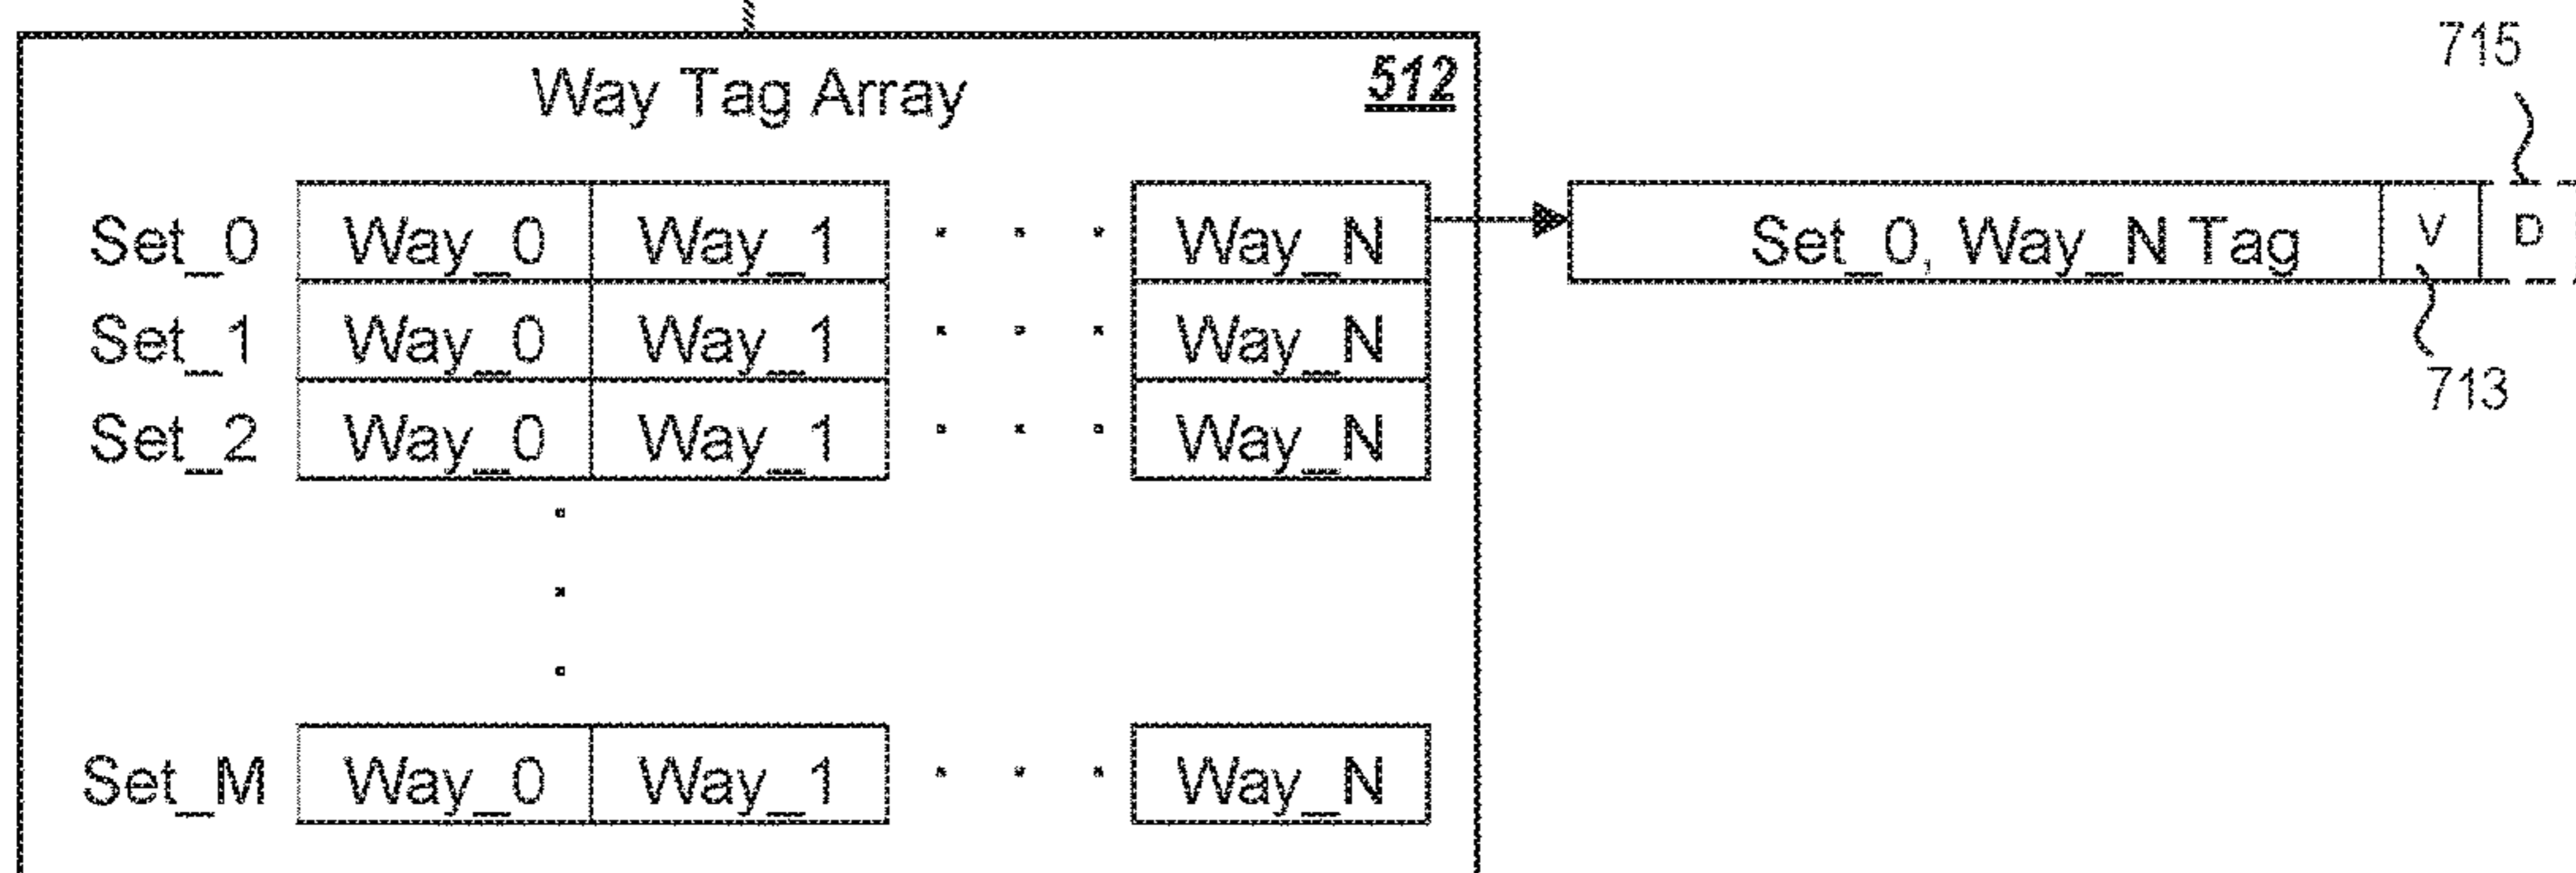 715
Way Tag Array 512
Set_0 Way_0 Way_1 . . . Way_N Set_0, Way_N Tag V D
Set_1 Way_0 Way_1 . . . Way_N
713
Set_2 Way_0 Way_1 . . . Way_N
.
.
.
Set_M Way_0 Way_1 . . . Way_N